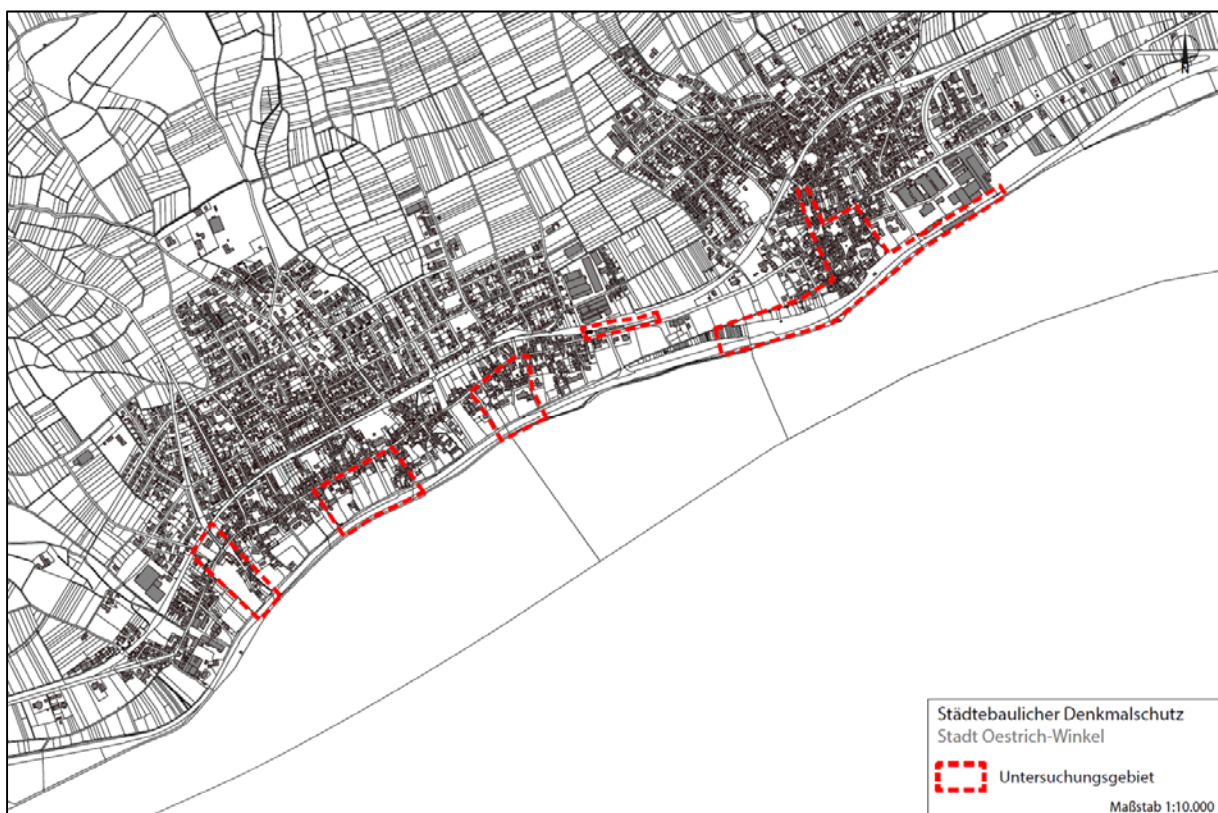 N
Städtebaulicher Denkmalschutz
Stadt Oestrich-Winkel
Untersuchungsgebiet
Maßstab 1:10.000